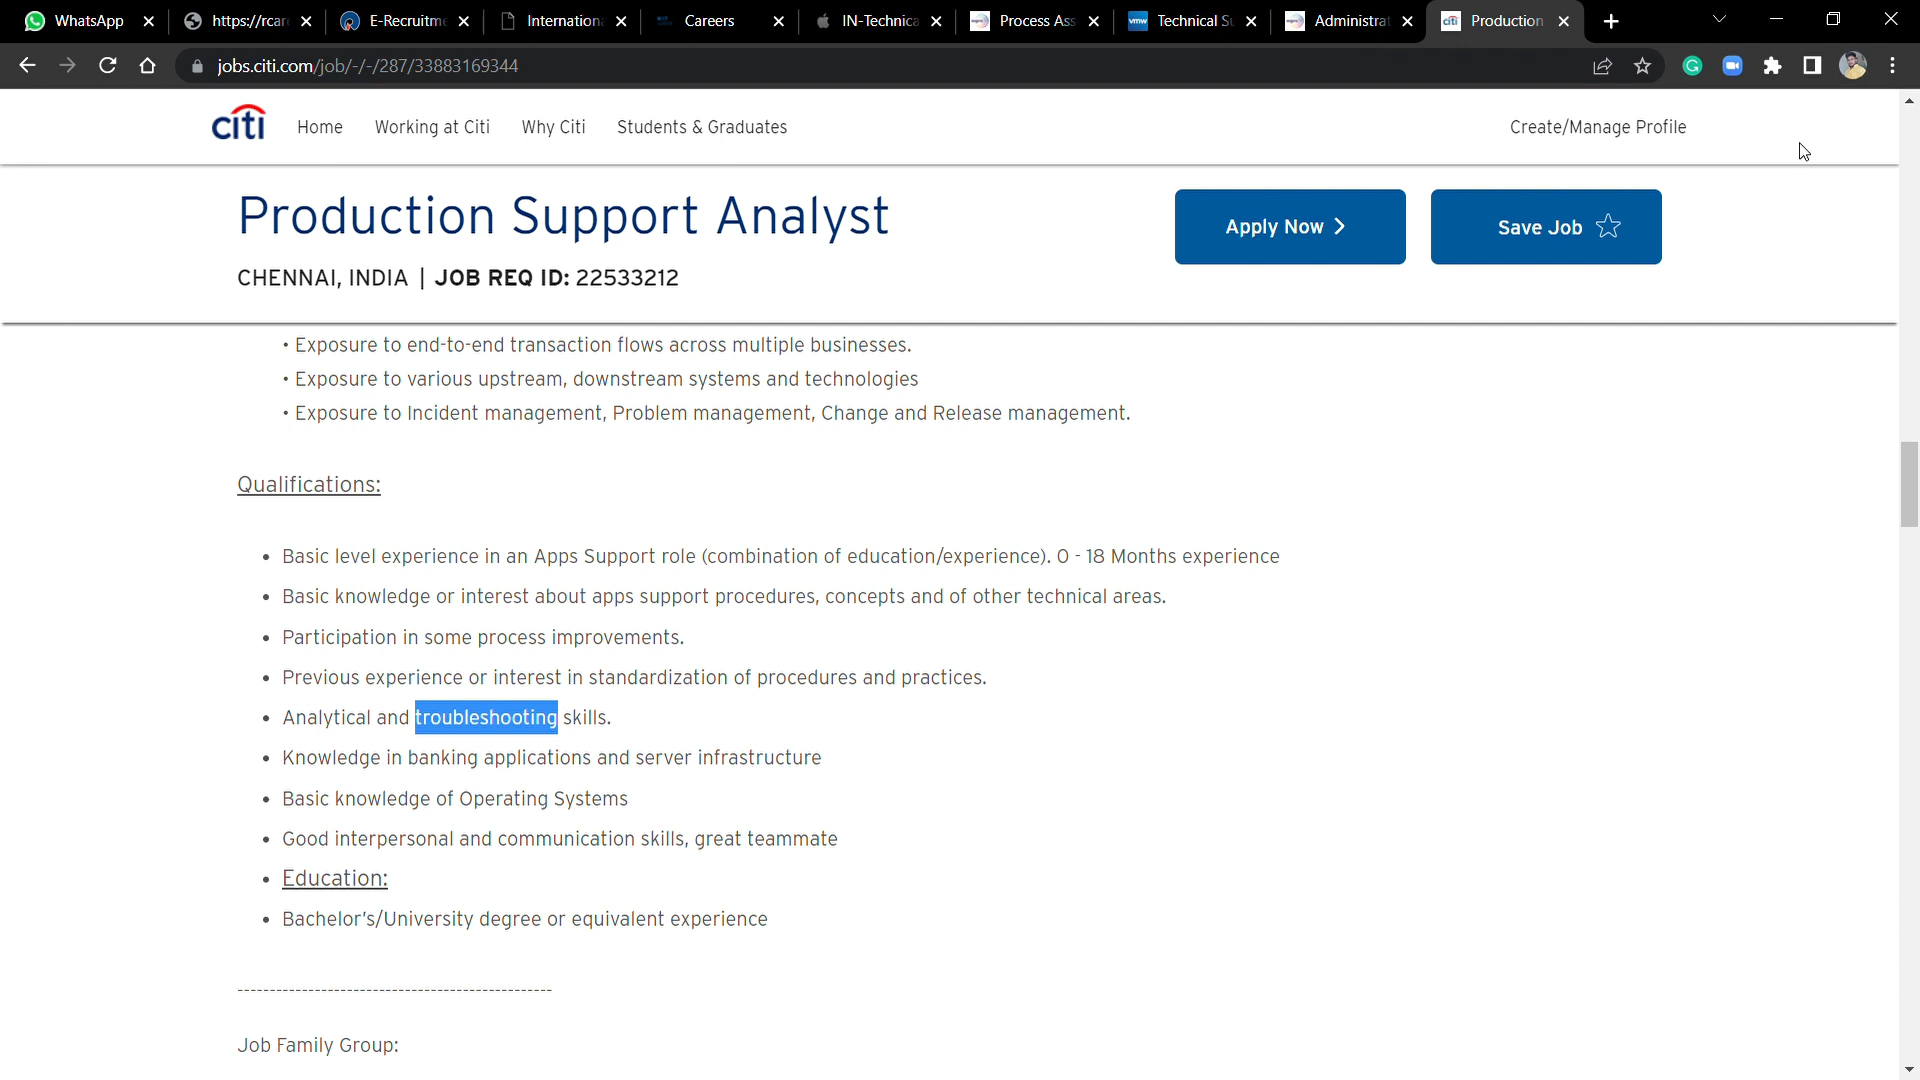 WhatsApp
https://rcar
E-Recruitme
Internationa
Careers
IN-Technica
Process Ass
vmw Technical Su
Administrat
citi Production
jobs.citi.com/job/-/-/287/33883169344
citi Home Working at Citi Why Citi Students & Graduates Create/Manage Profile
Production Support Analyst
Apply Now
Save Job
CHENNAI, INDIA | JOB REQ ID: 22533212
• Exposure to end-to-end transaction flows across multiple businesses.
• Exposure to various upstream, downstream systems and technologies
• Exposure to Incident management, Problem management, Change and Release management.
Qualifications:
• Basic level experience in an Apps Support role (combination of education/experience). 0 - 18 Months experience
• Basic knowledge or interest about apps support procedures, concepts and of other technical areas.
• Participation in some process improvements.
• Previous experience or interest in standardization of procedures and practices.
• Analytical and troubleshooting skills.
• Knowledge in banking applications and server infrastructure
• Basic knowledge of Operating Systems
• Good interpersonal and communication skills, great teammate
• Education:
• Bachelor’s/University degree or equivalent experience
-------------------------------------------------
Job Family Group: